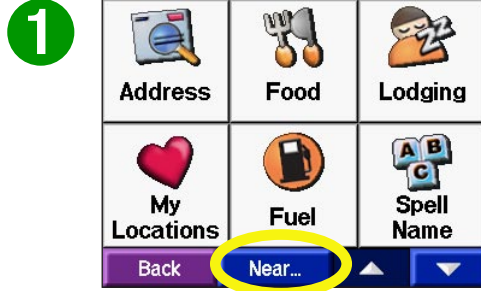 1
Address Food Lodging
A B
C
My Locations Fuel Spell Name
Back Near...